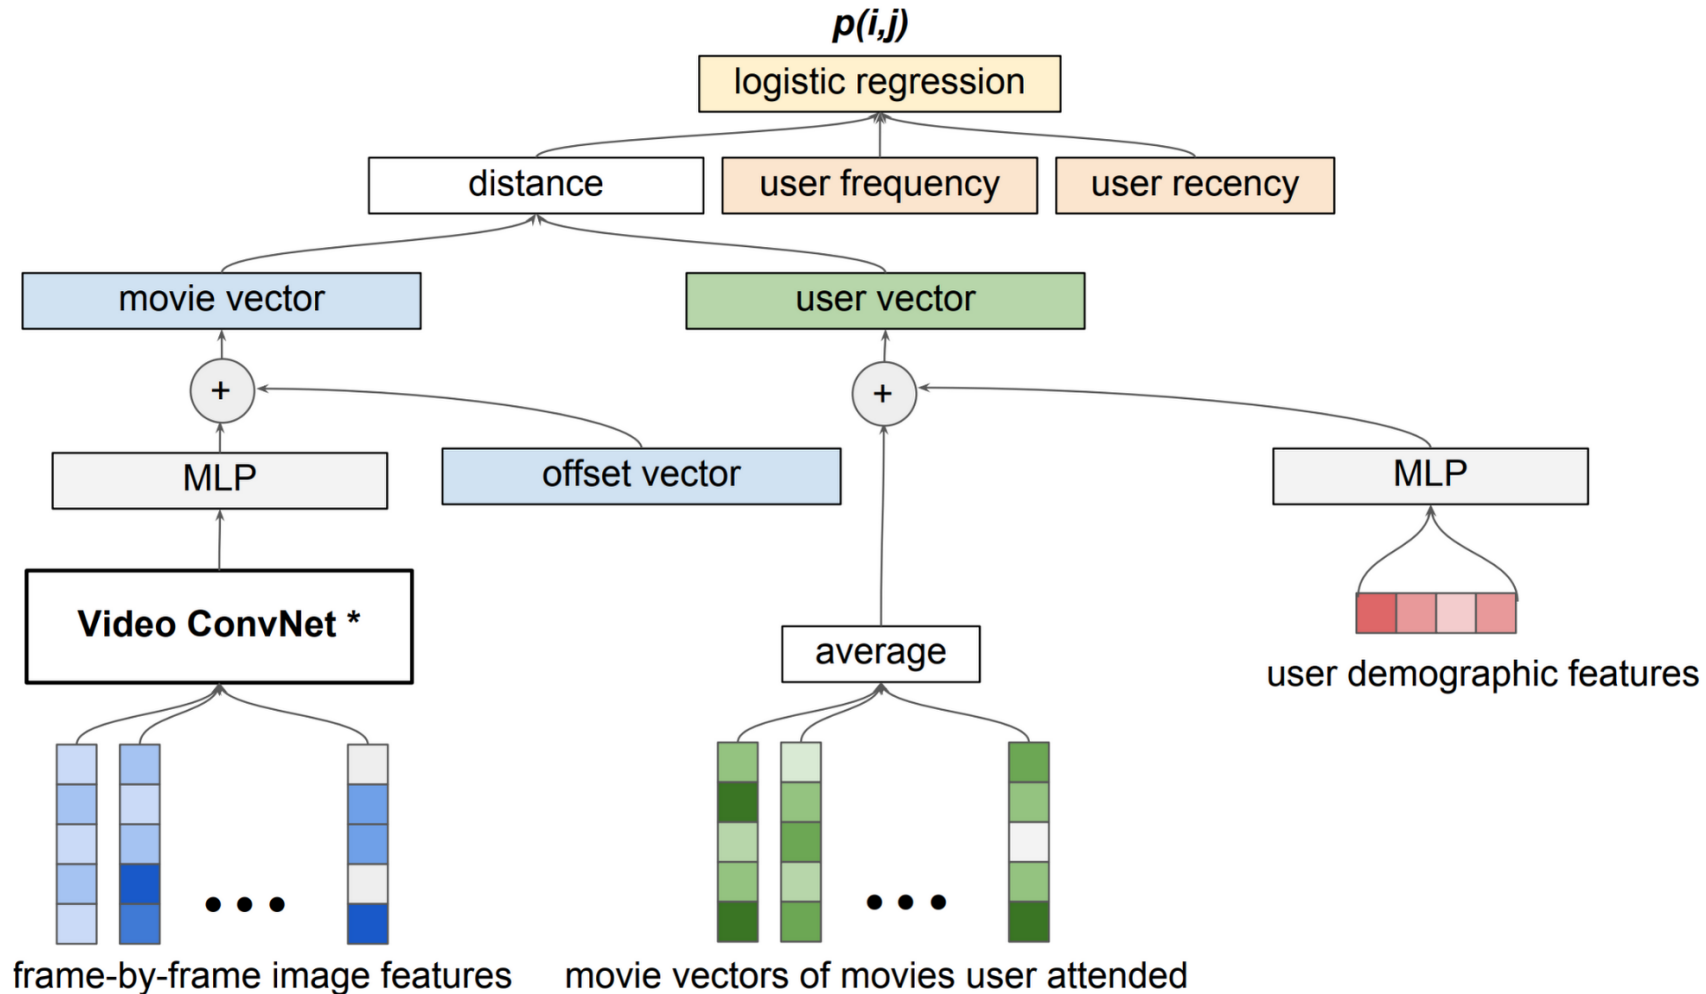 p(i,j)
logistic regression
distance
user frequency
user recency
movie vector
user vector
+
+
MLP
offset vector
MLP
Video ConvNet *
average
user demographic features
frame-by-frame image features
movie vectors of movies user attended